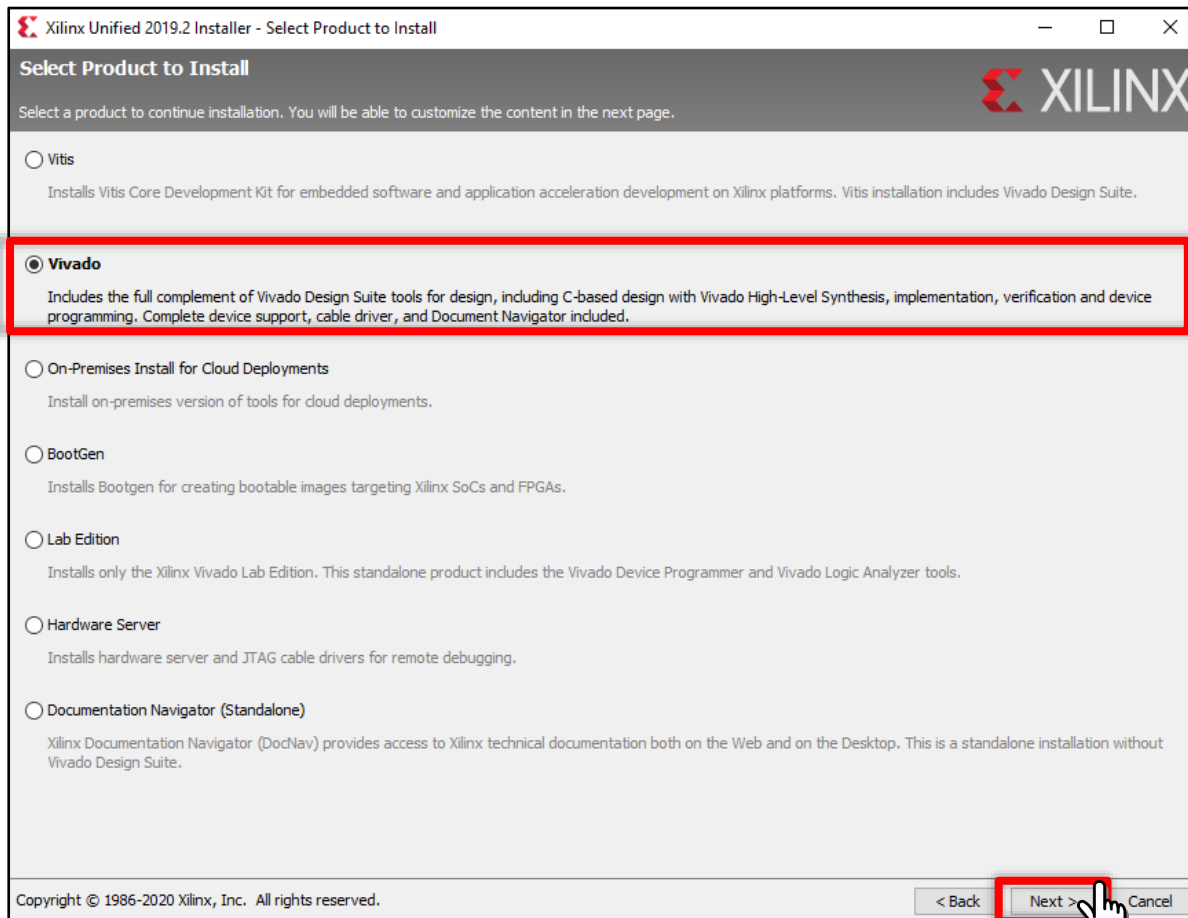 Xilinx Unified 2019.2 Installer - Select Product to Install
Select Product to Install
XILINX
Select a product to continue installation. You will be able to customize the content in the next page.
Vitis
Installs Vitis Core Development Kit for embedded software and application acceleration development on Xilinx platforms. Vitis installation includes Vivado Design Suite.
Vivado
Includes the full complement of Vivado Design Suite tools for design, including C-based design with Vivado High-Level Synthesis, implementation, verification and device
programming. Complete device support, cable driver, and Document Navigator included.
On-Premises Install for Cloud Deployments
Install on-premises version of tools for cloud deployments.
BootGen
Installs Bootgen for creating bootable images targeting Xilinx SoCs and FPGAs.
Lab Edition
Installs only the Xilinx Vivado Lab Edition. This standalone product includes the Vivado Device Programmer and Vivado Logic Analyzer tools.
Hardware Server
Installs hardware server and JTAG cable drivers for remote debugging.
Documentation Navigator (Standalone)
Xilinx Documentation Navigator (DocNav) provides access to Xilinx technical documentation both on the Web and on the Desktop. This is a standalone installation without
Vivado Design Suite.
Copyright © 1986-2020 Xilinx, Inc. All rights reserved.
< Back
Next >
Cancel